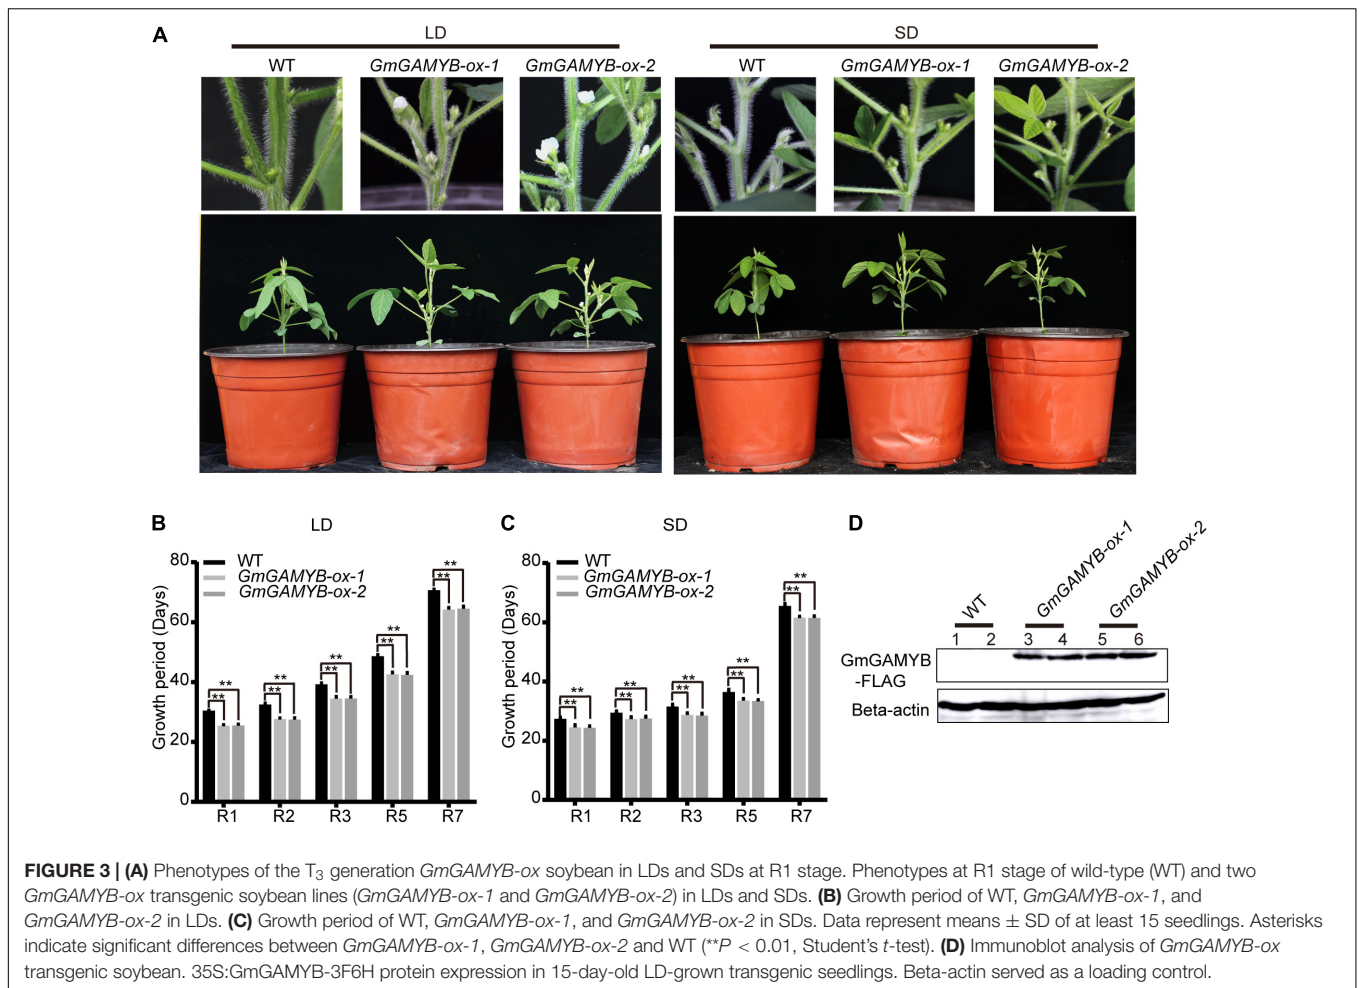 A
LD
SD
WT
GmGAMYB-ox-1
GmGAMYB-ox-2
WT
GmGAMYB-ox-1
GmGAMYB-ox-2
B
LD
WT
GmGAMYB-ox-1
GmGAMYB-ox-2
Growth period (Days)
80
60
40
20
0
** **
** **
** **
** **
** **
R1 R2 R3 R5 R7
C
SD
WT
GmGAMYB-ox-1
GmGAMYB-ox-2
Growth period (Days)
80
60
40
20
0
** **
** **
** **
** **
** **
R1 R2 R3 R5 R7
D
WT
GmGAMYB-ox-1
GmGAMYB-ox-2
1 2 3 4 5 6
GmGAMYB
-FLAG
Beta-actin
FIGURE 3 | (A) Phenotypes of the T3 generation GmGAMYB-ox soybean in LDs and SDs at R1 stage. Phenotypes at R1 stage of wild-type (WT) and two
GmGAMYB-ox transgenic soybean lines (GmGAMYB-ox-1 and GmGAMYB-ox-2) in LDs and SDs. (B) Growth period of WT, GmGAMYB-ox-1, and
GmGAMYB-ox-2 in LDs. (C) Growth period of WT, GmGAMYB-ox-1, and GmGAMYB-ox-2 in SDs. Data represent means ± SD of at least 15 seedlings. Asterisks
indicate significant differences between GmGAMYB-ox-1, GmGAMYB-ox-2 and WT (**P < 0.01, Student's t-test). (D) Immunoblot analysis of GmGAMYB-ox
transgenic soybean. 35S:GmGAMYB-3F6H protein expression in 15-day-old LD-grown transgenic seedlings. Beta-actin served as a loading control.